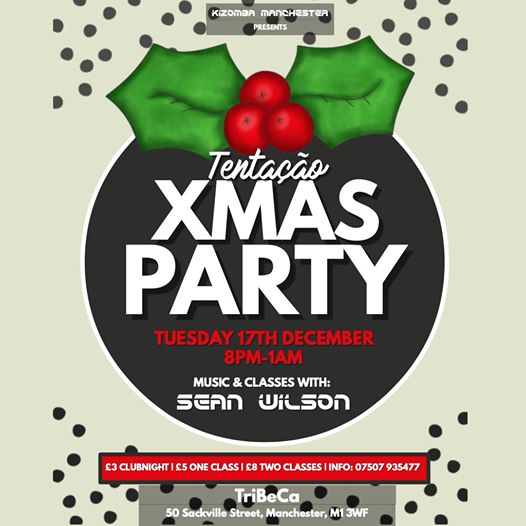 KIZOMBA MANCHESTER
PRESENTS
Tentação
XMAS
PARTY
TUESDAY 17TH DECEMBER
8PM-1AM
MUSIC & CLASSES WITH:
SEAN WILSON
£3 CLUBNIGHT | £5 ONE CLASS | £8 TWO CLASSES | INFO: 07507 935477
TriBeCa
50 Sackville Street, Manchester, M1 3WF